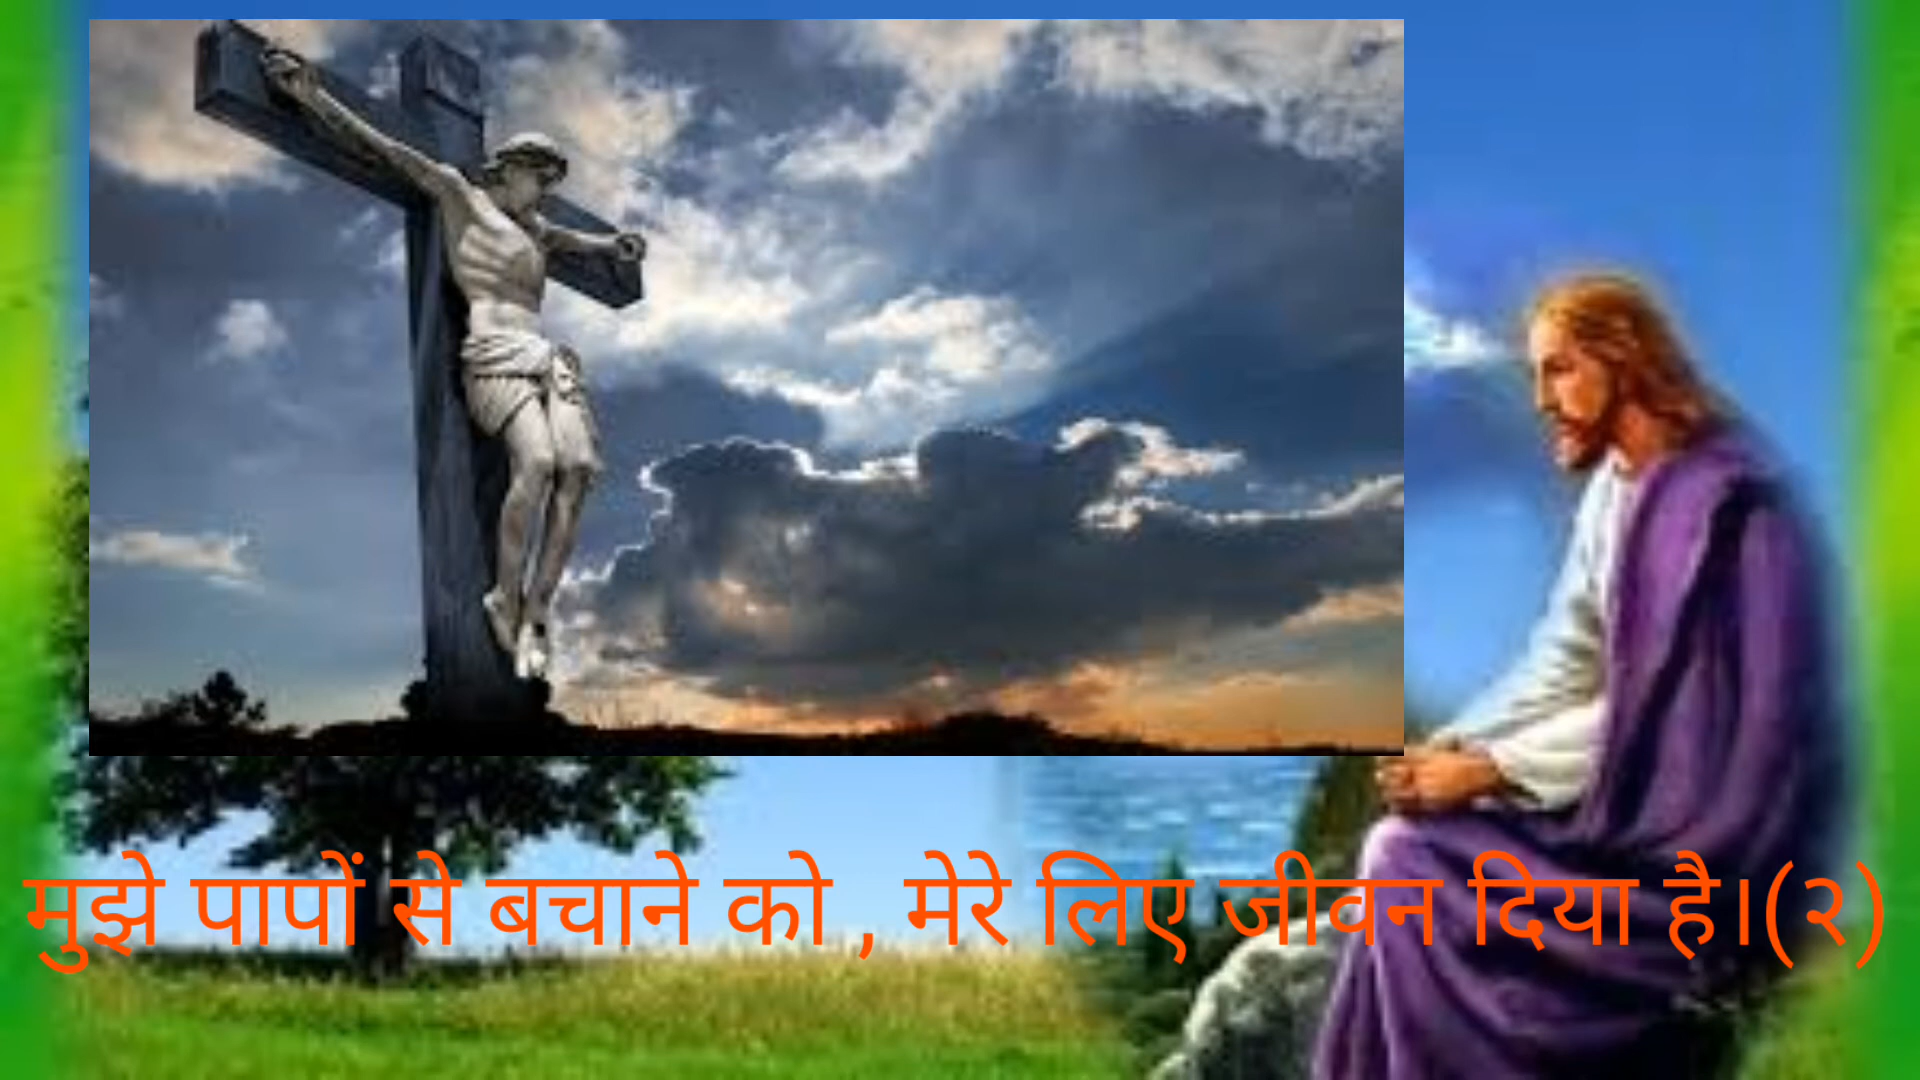 मुझे पापों से बचाने को , मेरे लिए जीवन दिया है।(२)